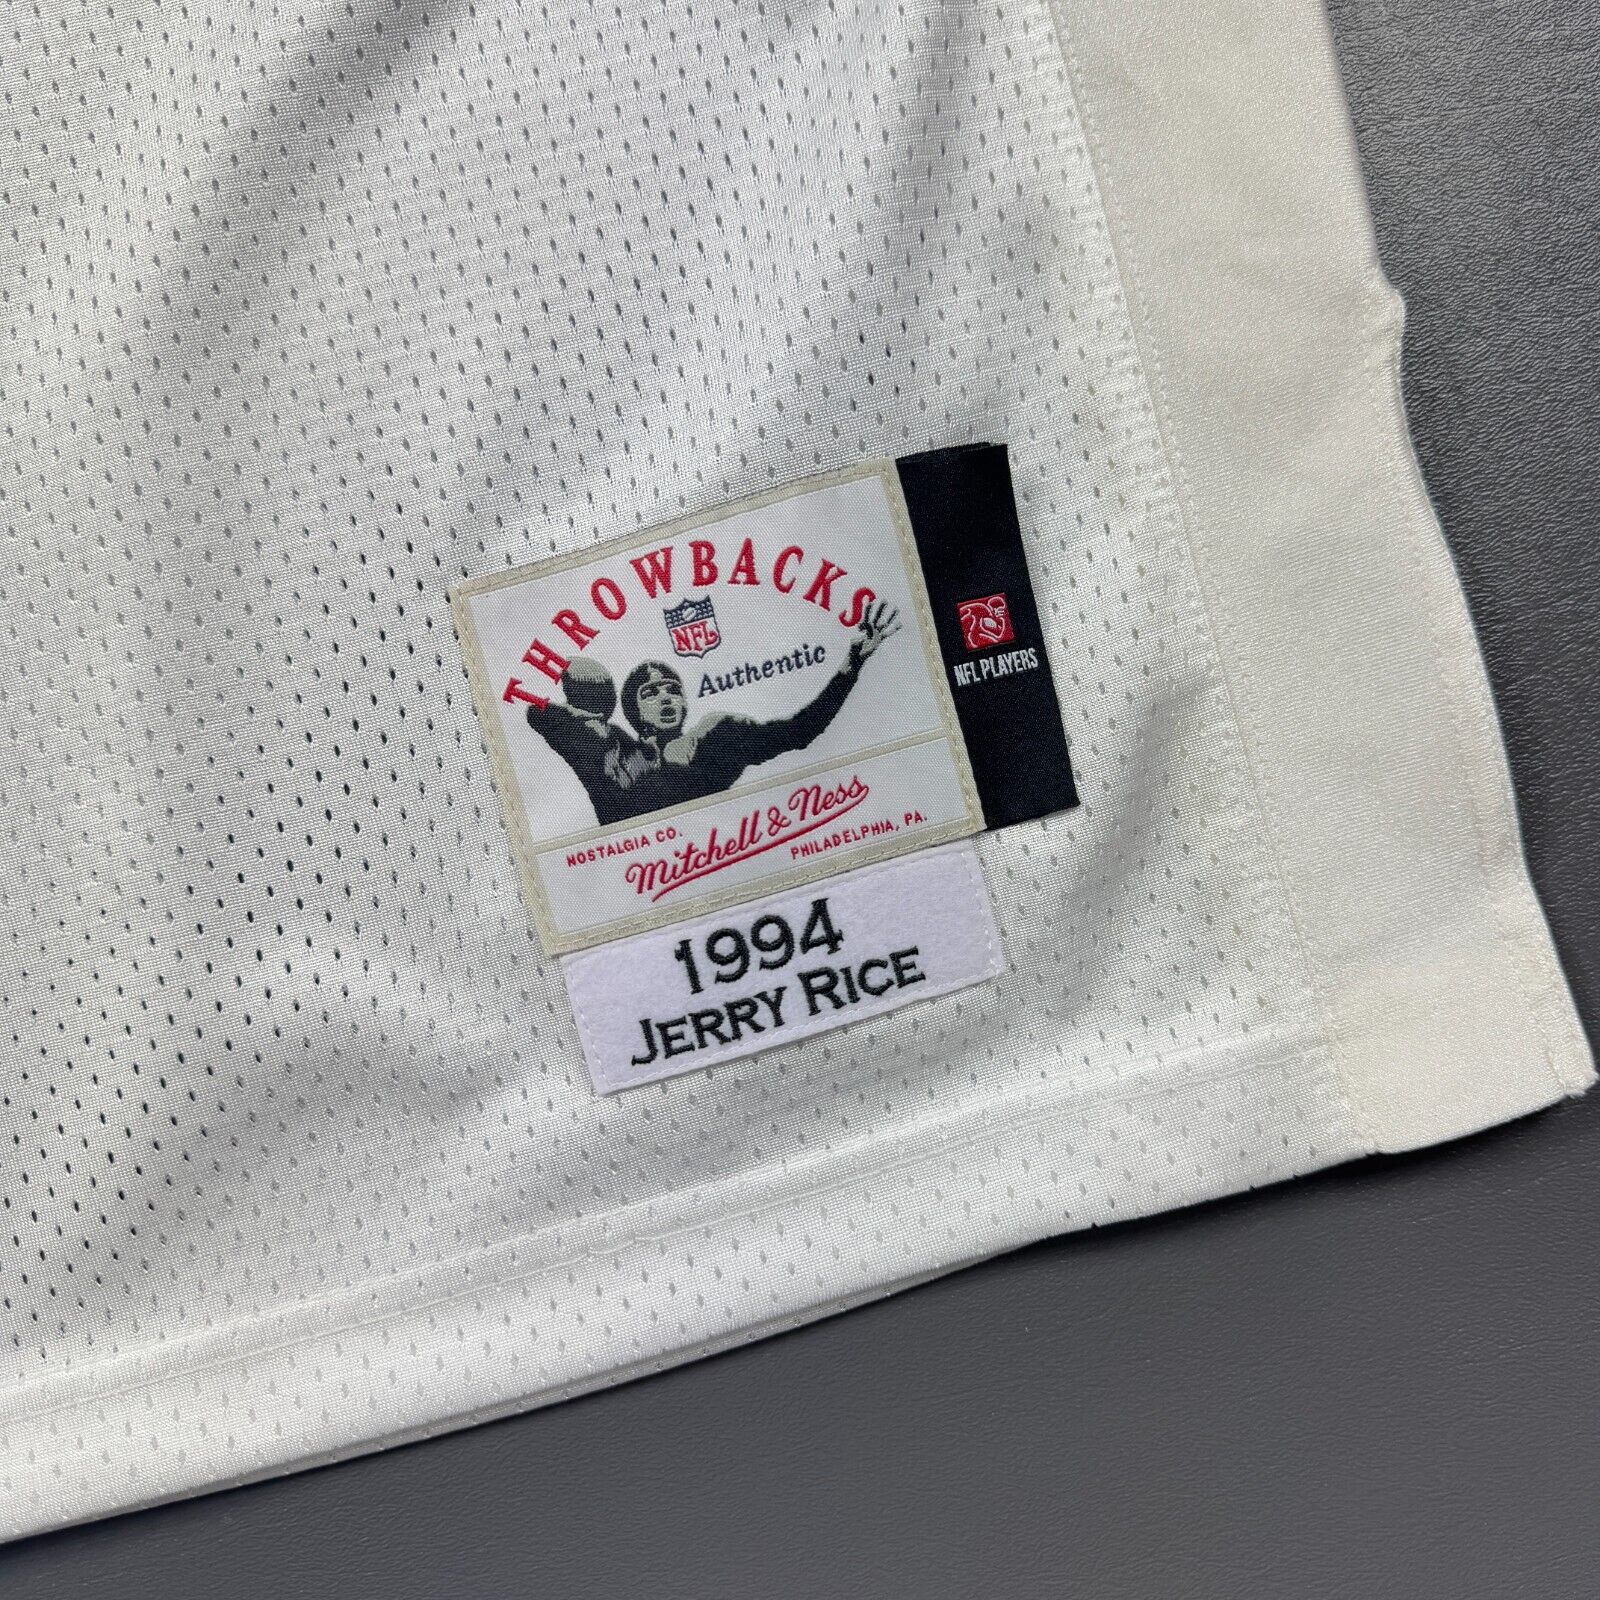 THROWBACKS
NFL
Authentic
NOSTALGIA CO.
Mitchell & Ness
PHILADELPHIA, PA.
NFL PLAYERS
1994
JERRY RICE